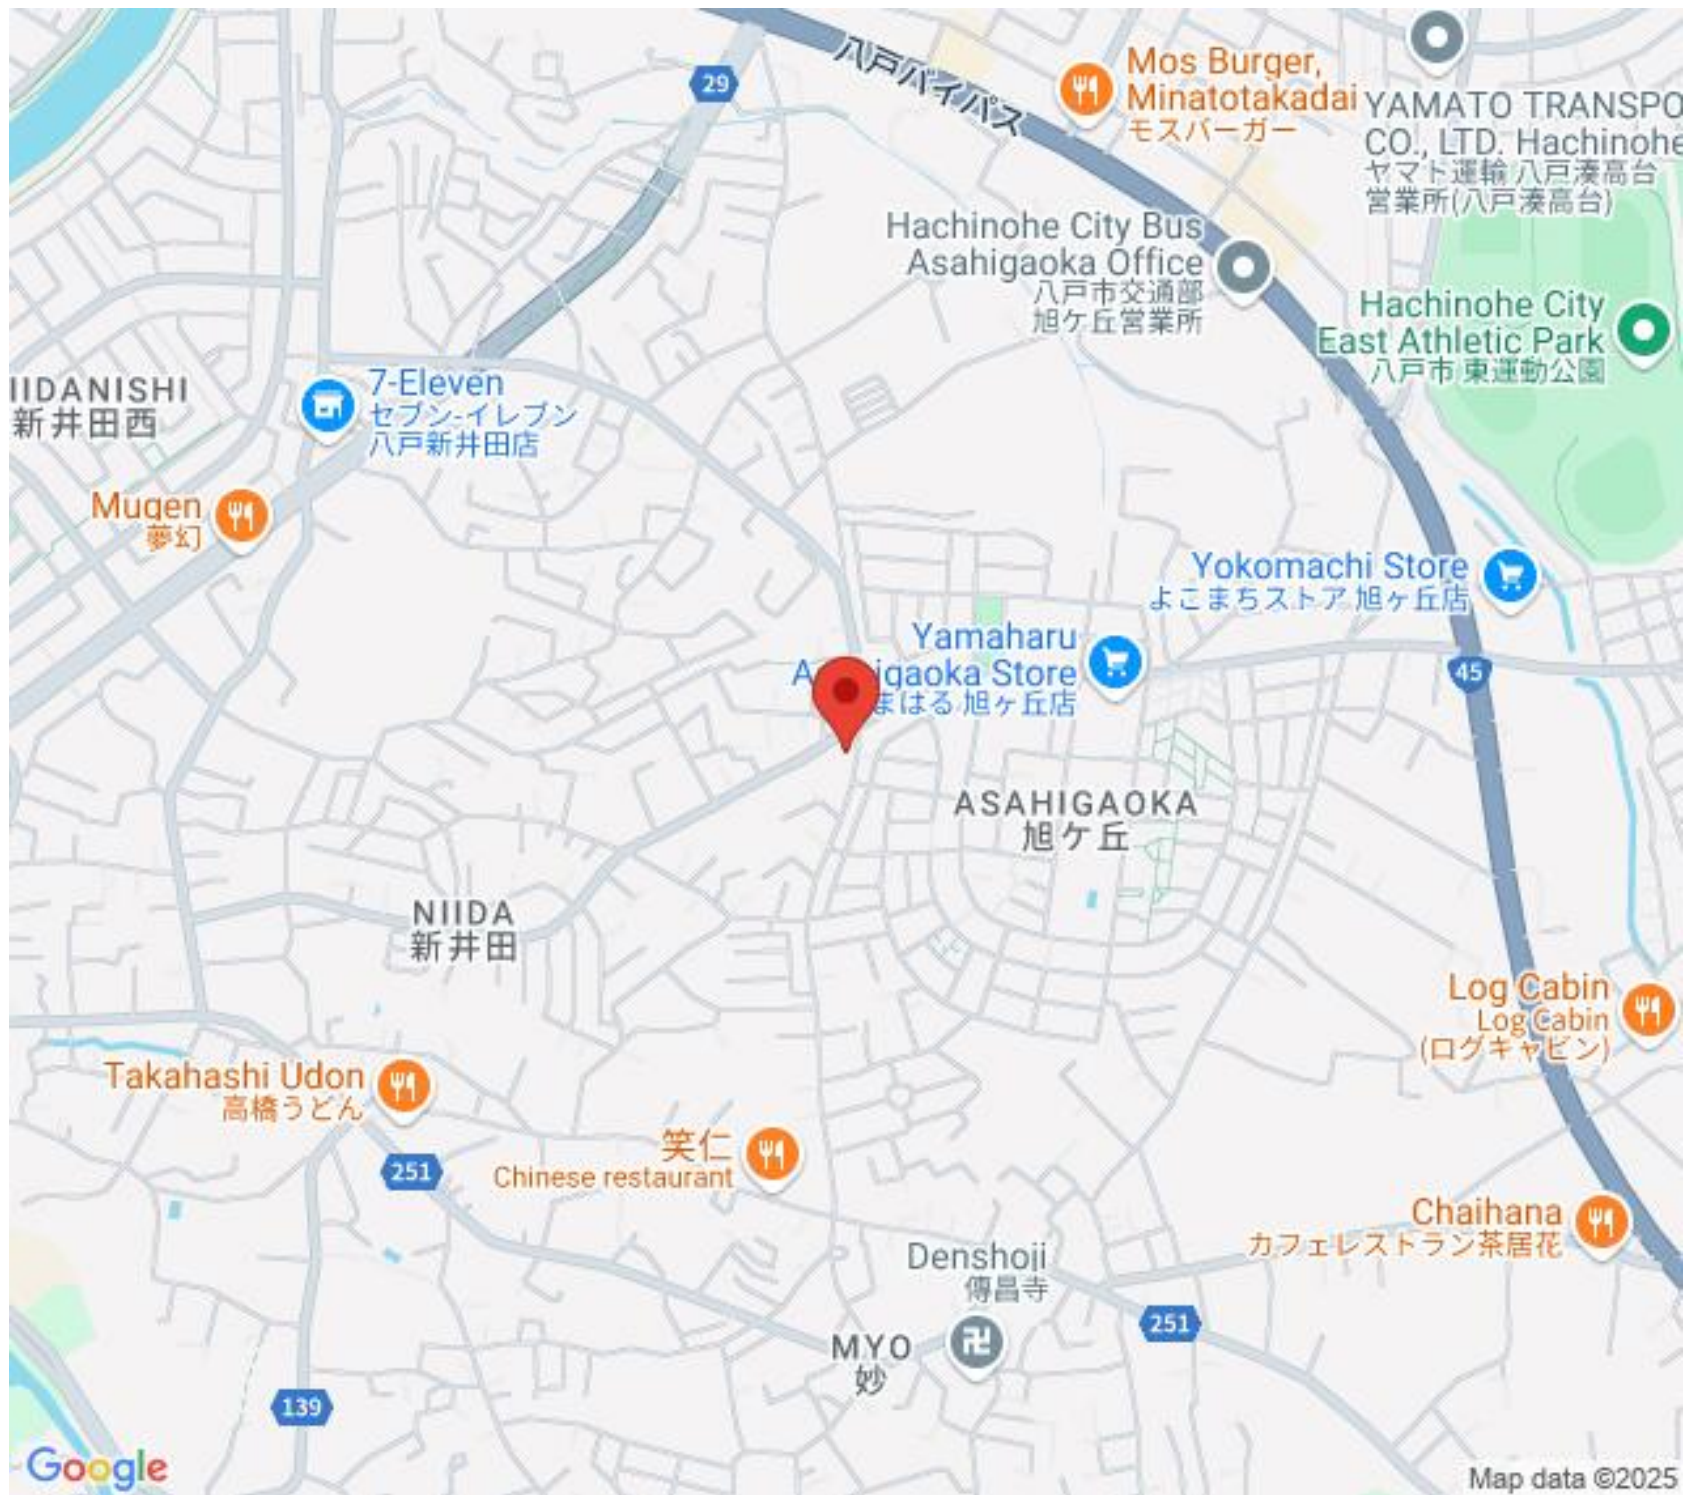 29
八戸バイパス
Mos Burger,
Minatotakadai
モスバーガー
YAMATO TRANSPO
CO., LTD. Hachinohe
ヤマト運輸 八戸湊高台
営業所(八戸湊高台)
Hachinohe City Bus
Asahigaoka Office
八戸市交通部
旭ケ丘営業所
Hachinohe City
East Athletic Park
八戸市 東運動公園
IIDANISHI
新井田西
7-Eleven
セブン-イレブン
八戸新井田店
Mugen
夢幻
Yokomachi Store
よこまちストア 旭ヶ丘店
Yamaharu
A igaoka Store
まはる 旭ヶ丘店
45
ASAHIGAOKA
旭ケ丘
NIIDA
新井田
Log Cabin
Log Cabin
(ログキャビン)
Takahashi Udon
高橋うどん
笑仁
Chinese restaurant
251
Chaihana
カフェレストラン茶居花
Denshoji
傳昌寺
251
MYO
妙
139
Google
Map data ©2025